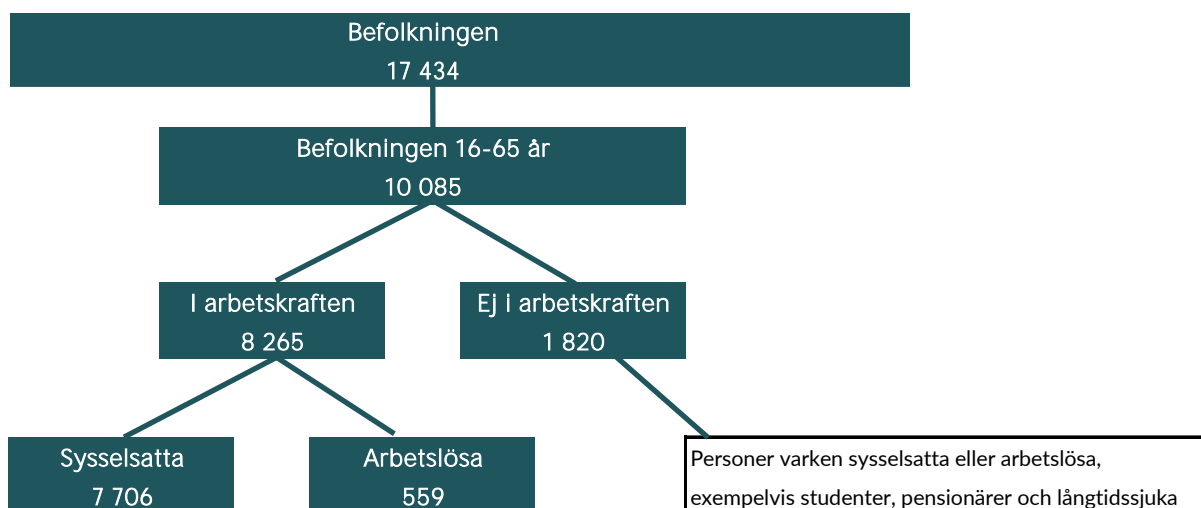 Befolkningen
17 434
Befolkningen 16-65 år
10 085
I arbetskraften
8 265
Ej i arbetskraften
1 820
Sysselsatta
7 706
Arbetslösa
559
Personer varken sysselsatta eller arbetslösa,
exempelvis studenter, pensionärer och långtidssjuka